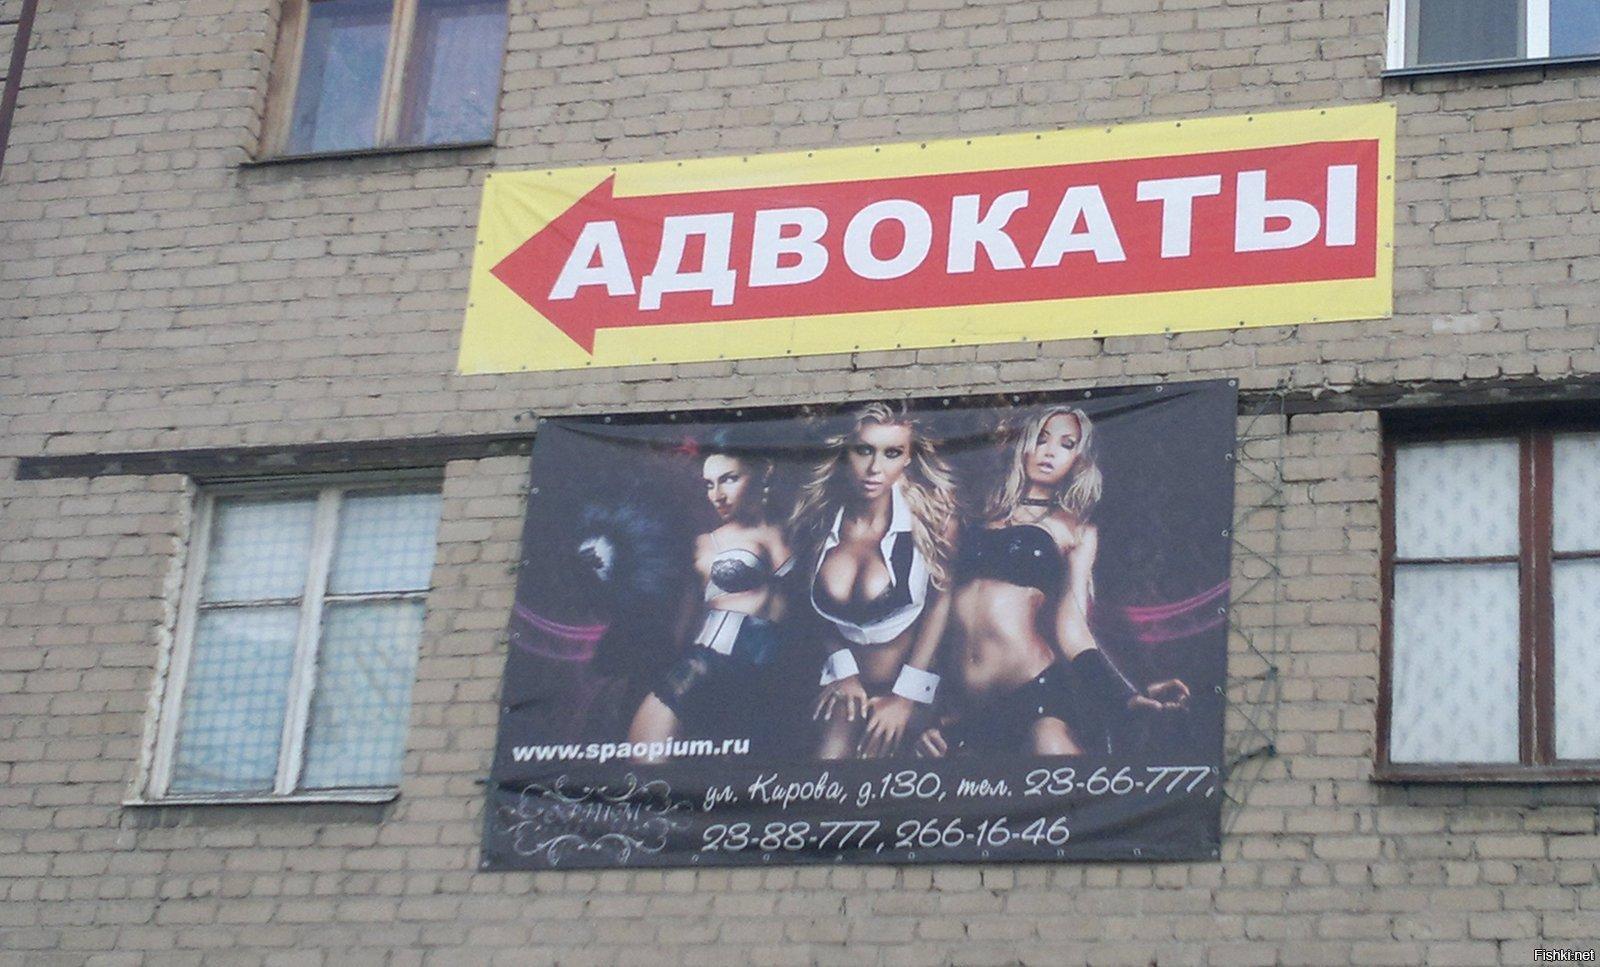 АДВОКАТЫ
www.spaopium.ru
ул. Кирова, д.130, тел. 23-66-777,
23-88-777, 266-16-46
Fishki.net